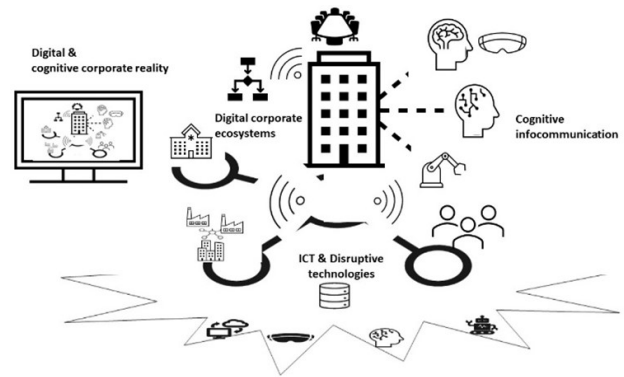 Digital &
cognitive corporate reality
Digital corporate
ecosystems
Cognitive
infocommunication
ICT & Disruptive
technologies